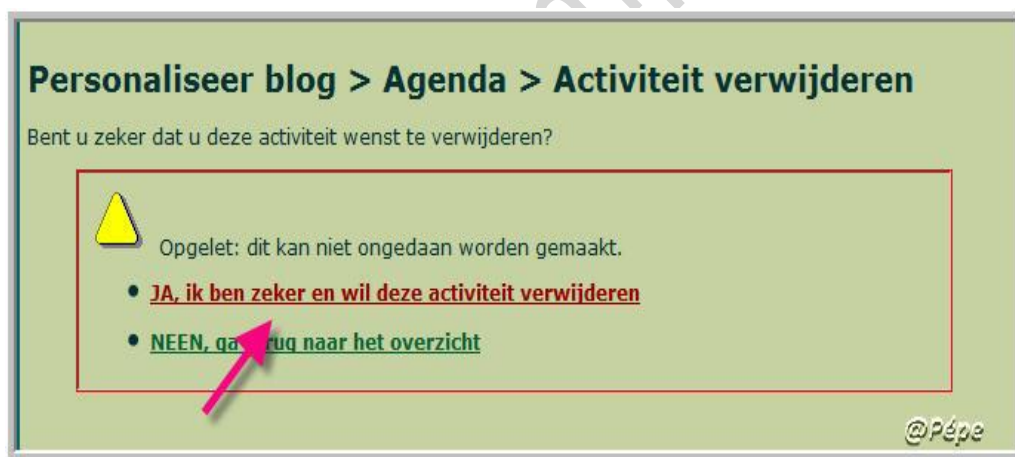 Personaliseer blog > Agenda > Activiteit verwijderen
Bent u zeker dat u deze activiteit wenst te verwijderen?
Opgelet: dit kan niet ongedaan worden gemaakt.
JA, ik ben zeker en wil deze activiteit verwijderen
NEEN, ga rug naar het overzicht
@Pépe